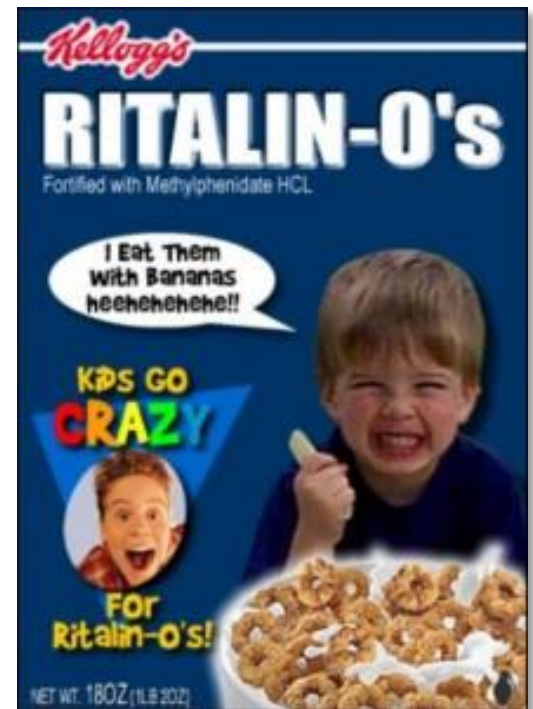 Kellogg's
RITALIN-O's
Fortified with Methylphenidate HCL
I Eat Them
With Bananas
heehehehehe!!
KiDS GO
CRAZY
FOr
Ritalin-O's!
NET WT. 18OZ (1LB 2OZ)